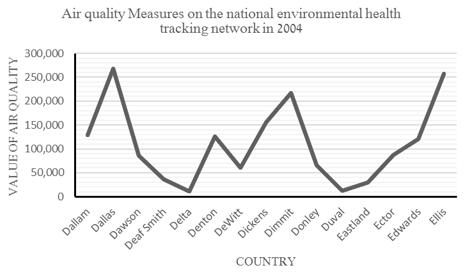 Air quality Measures on the national environmental health
tracking network in 2004
VALUE OF AIR QUALITY
300,000
250,000
200,000
150,000
100,000
50,000
0
Dallam
Dallas
Dawson
Deaf Smith
Delta
Denton
DeWitt
Dickens
Dimmit
Donley
Duval
Eastland
Ector
Edwards
Ellis
COUNTRY